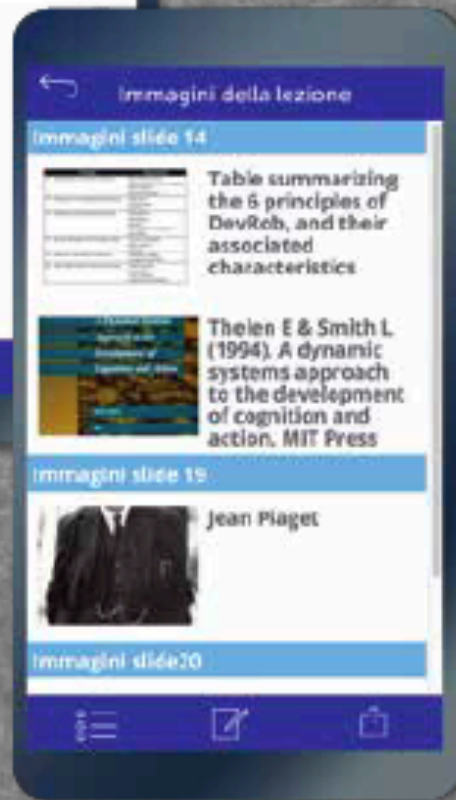 Immagini della lezione
Immagini slide 14
Table summarizing
the 6 principles of
DevRob, and their
associated
characteristics
Thelen E & Smith L
(1994). A dynamic
systems approach
to the development
of cognition and
action. MIT Press
Immagini slide 19
Jean Piaget
Immagini slide20